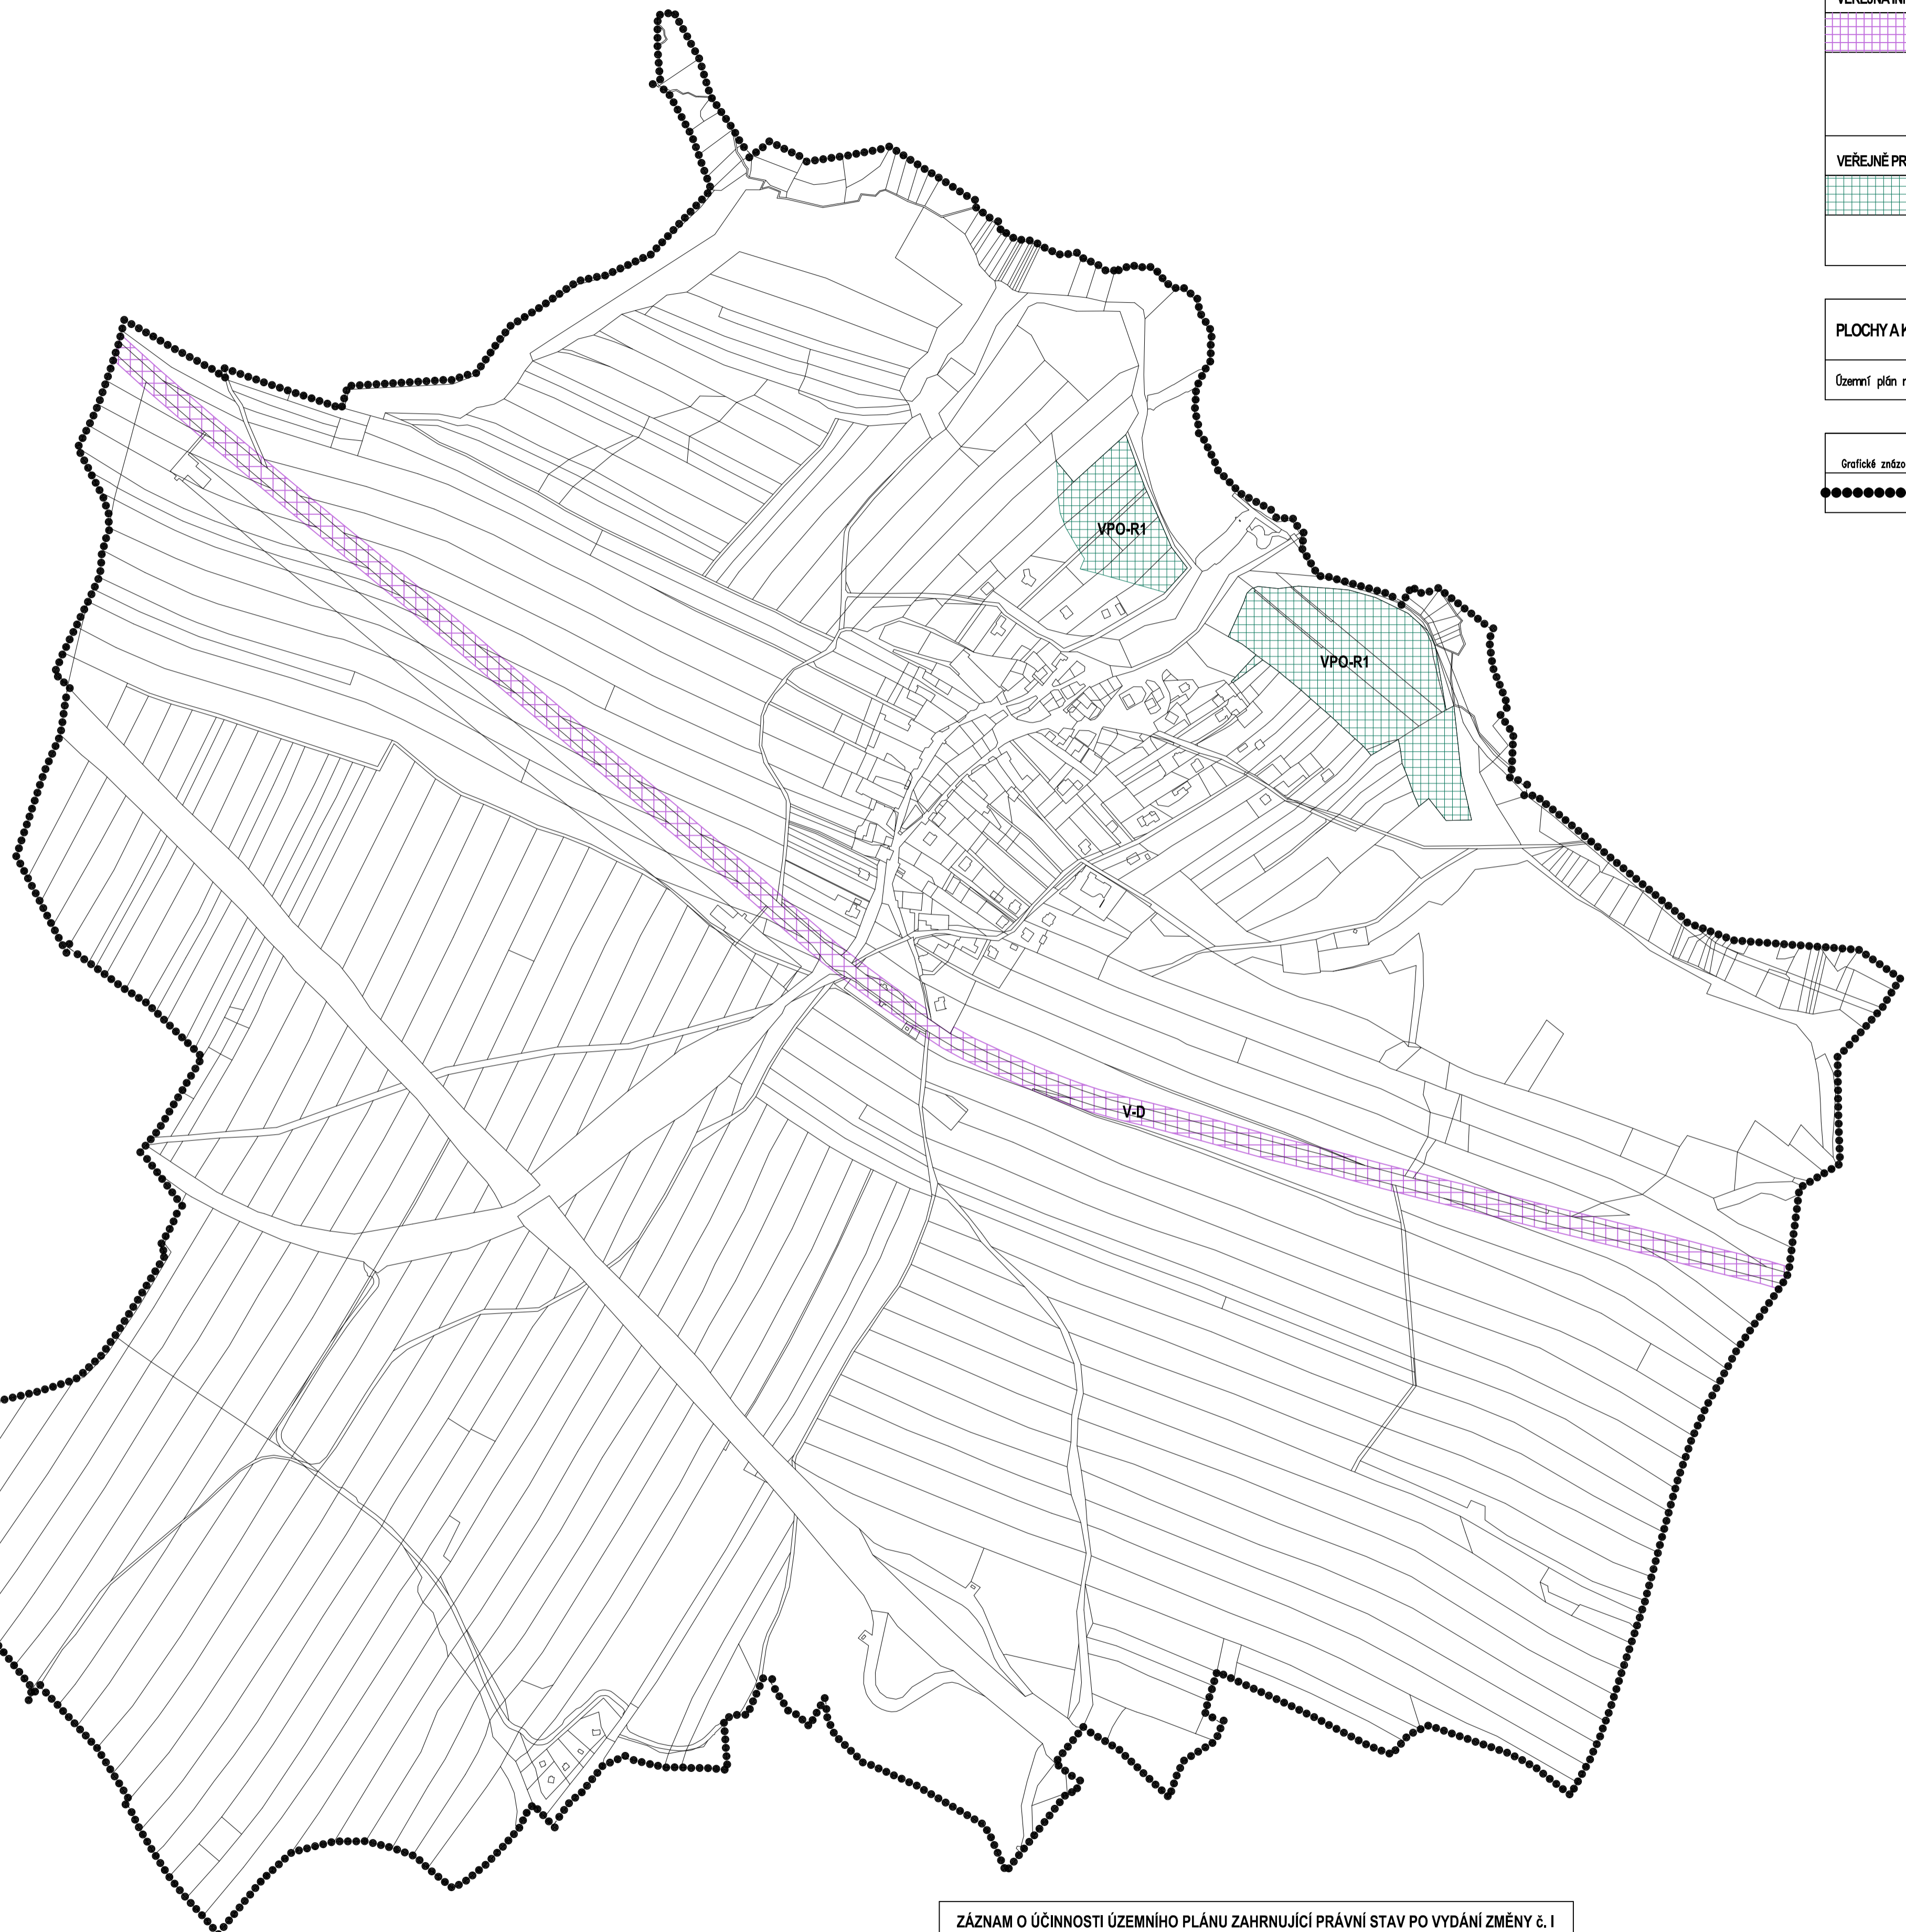 VEŘEJNĚ PR
PLOCHY A K
Územní plán n
Grafické znázo
VPO-R1
VPO-R1
V-D
ZÁZNAM O ÚČINNOSTI ÚZEMNÍHO PLÁNU ZAHRNUJÍCÍ PRÁVNÍ STAV PO VYDÁNÍ ZMĚNY č. I